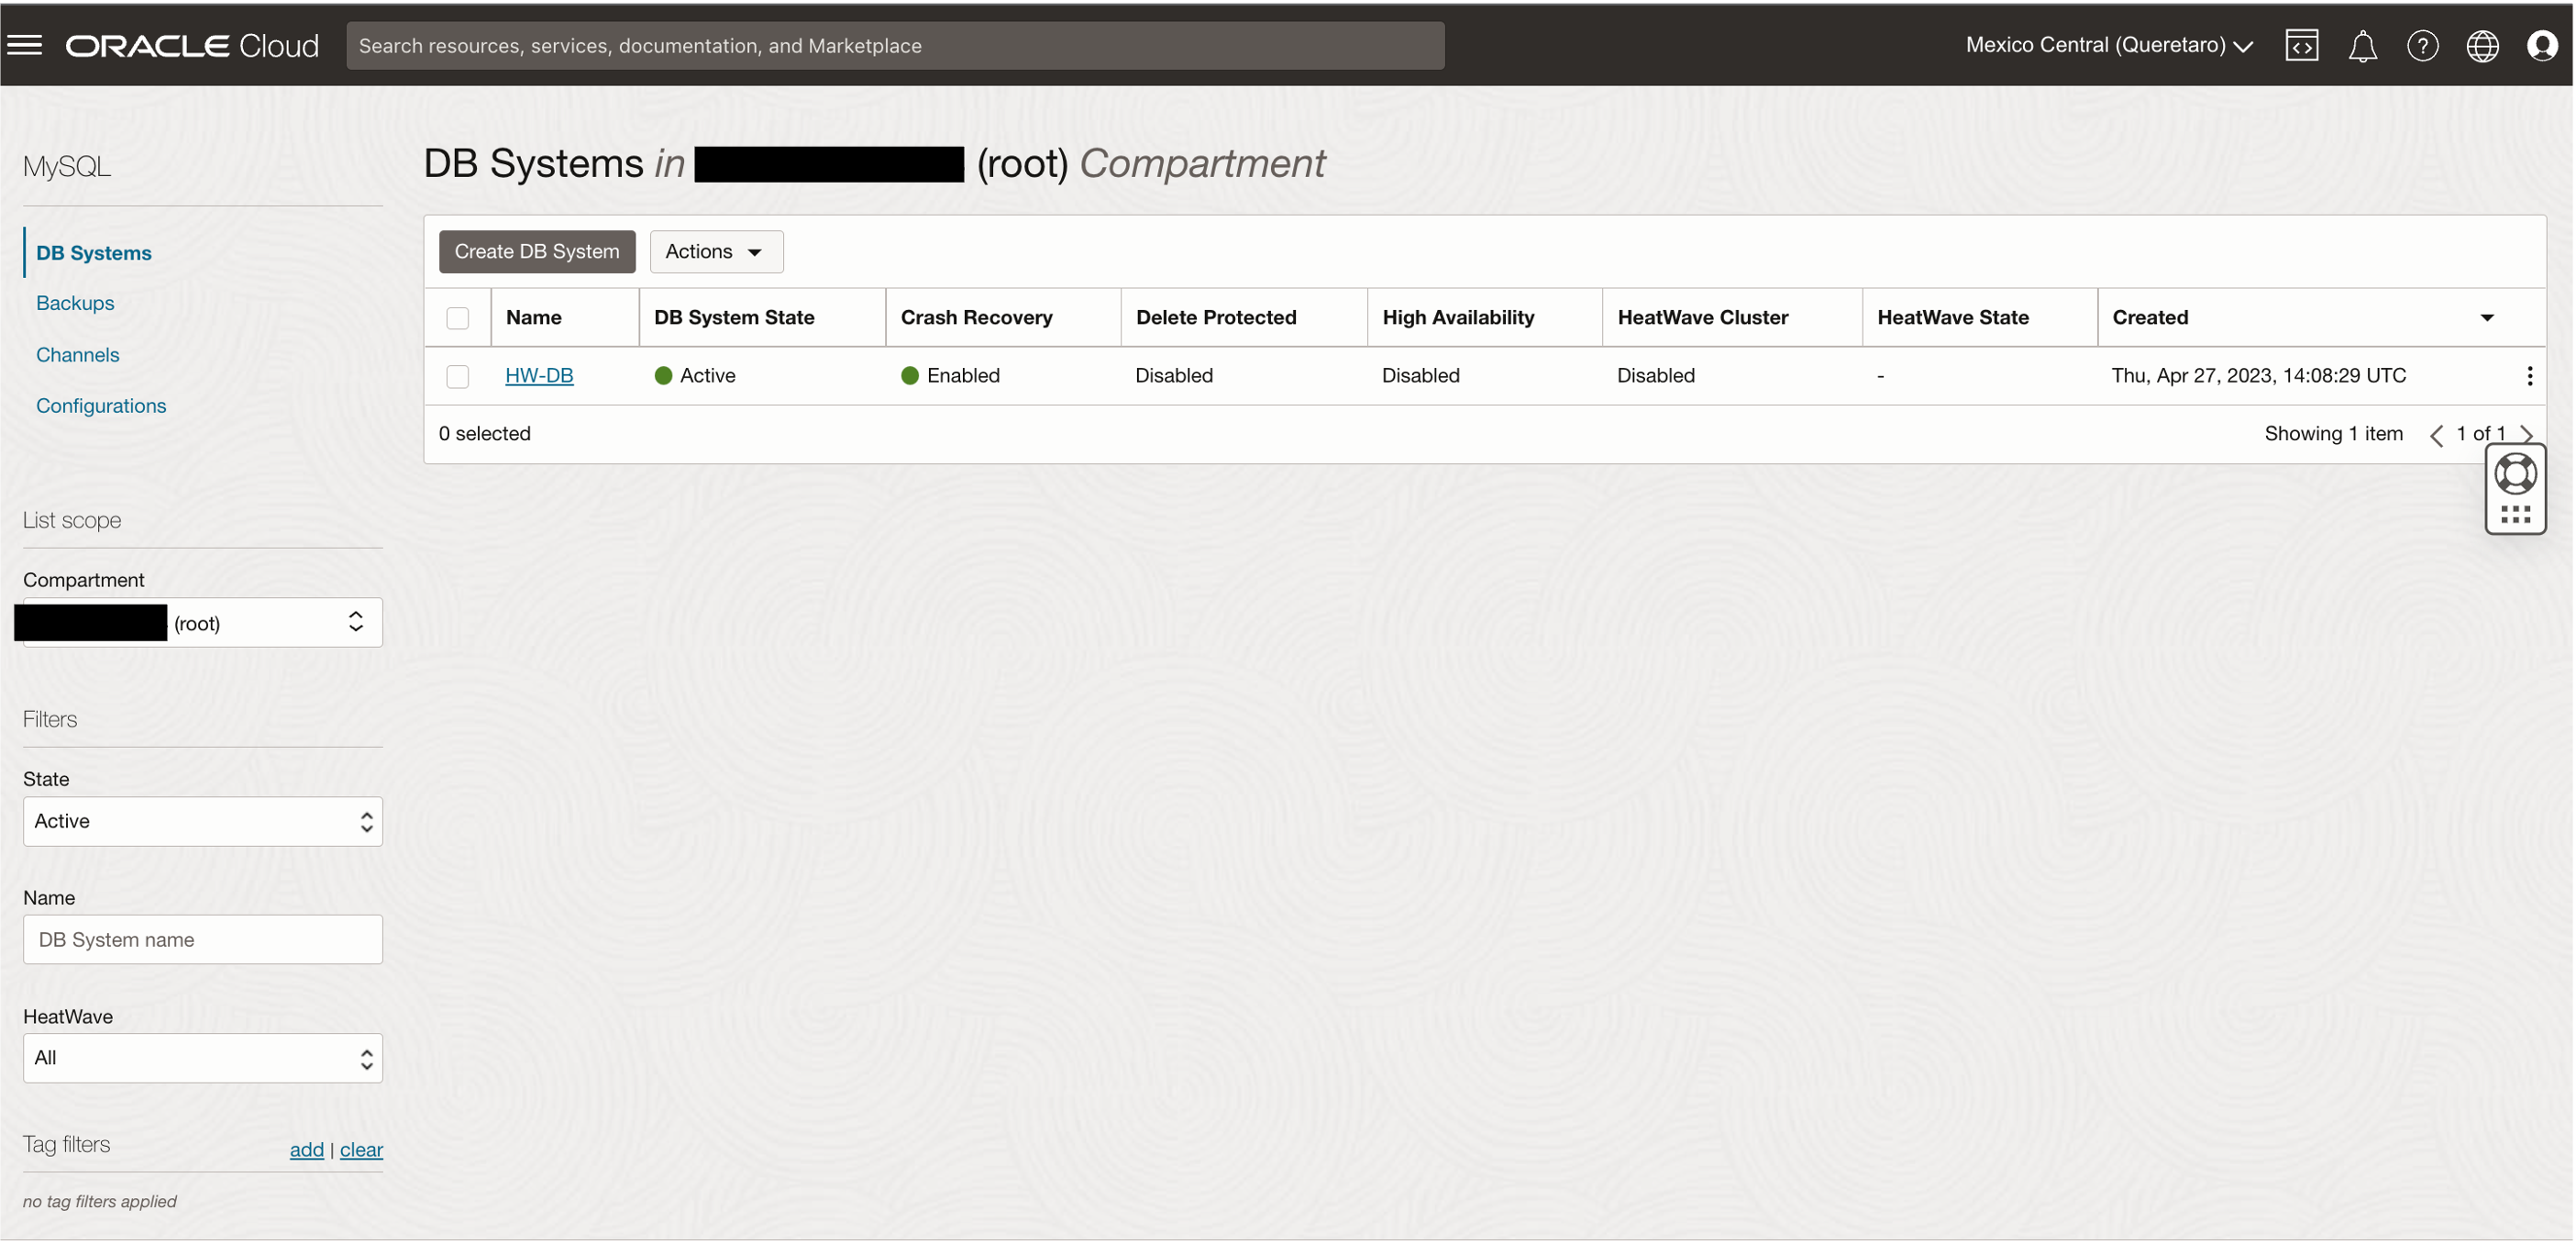 ORACLE Cloud
Search resources, services, documentation, and Marketplace
Mexico Central (Queretaro)
MySQL
DB Systems
Backups
Channels
Configurations
List scope
Compartment
(root)
Filters
State
Active
Name
DB System name
HeatWave
All
Tag filters
add | clear
no tag filters applied
DB Systems in (root) Compartment
Create DB System
Actions
Name DB System State Crash Recovery Delete Protected High Availability HeatWave Cluster HeatWave State Created
HW-DB Active Enabled Disabled Disabled Disabled - Thu, Apr 27, 2023, 14:08:29 UTC
0 selected
Showing 1 item < 1 of 1 >